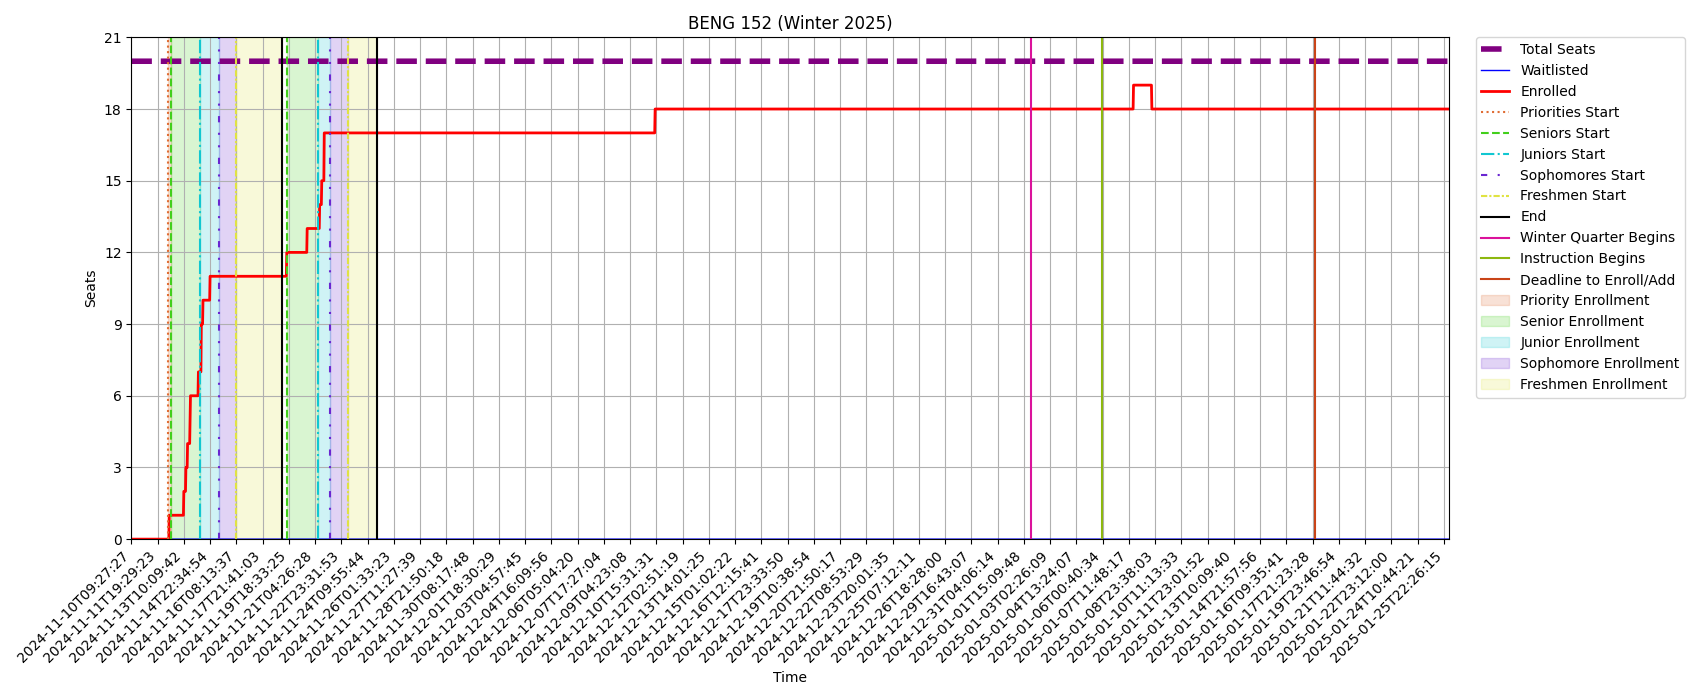 BENG 152 (Winter 2025)
21
18
15
12
9
6
3
0
Seats
2024-11-10T09:27:27
2024-11-11T19:29:23
2024-11-13T10:09:42
2024-11-14T22:34:54
2024-11-16T08:13:37
2024-11-17T21:41:03
2024-11-19T18:33:25
2024-11-21T04:26:28
2024-11-22T23:31:53
2024-11-24T09:55:44
2024-11-26T01:33:23
2024-11-27T11:27:39
2024-11-28T21:50:18
2024-11-30T08:17:48
2024-12-01T18:30:29
2024-12-03T04:57:45
2024-12-04T16:09:56
2024-12-06T05:04:20
2024-12-07T17:27:04
2024-12-09T04:23:08
2024-12-10T15:31:31
2024-12-12T02:51:19
2024-12-13T14:01:25
2024-12-15T01:02:22
2024-12-16T12:15:41
2024-12-17T23:33:50
2024-12-19T10:38:54
2024-12-20T21:50:17
2024-12-22T08:53:29
2024-12-23T20:01:35
2024-12-25T07:12:11
2024-12-26T18:28:00
2024-12-29T16:43:07
2024-12-31T04:06:14
2025-01-01T15:09:48
2025-01-03T02:26:09
2025-01-04T13:24:07
2025-01-06T00:40:34
2025-01-07T11:48:17
2025-01-08T23:38:03
2025-01-10T11:13:33
2025-01-11T23:01:52
2025-01-13T10:09:40
2025-01-14T21:57:56
2025-01-16T09:35:41
2025-01-17T21:23:28
2025-01-19T23:46:54
2025-01-21T11:44:32
2025-01-22T23:12:00
2025-01-24T10:44:21
2025-01-25T22:26:15
Time
Total Seats
Waitlisted
Enrolled
Priorities Start
Seniors Start
Juniors Start
Sophomores Start
Freshmen Start
End
Winter Quarter Begins
Instruction Begins
Deadline to Enroll/Add
Priority Enrollment
Senior Enrollment
Junior Enrollment
Sophomore Enrollment
Freshmen Enrollment